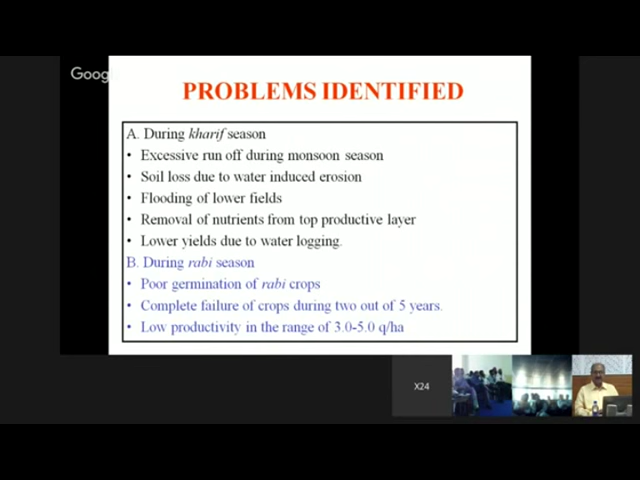 Goog
PROBLEMS IDENTIFIED
A. During kharif season
• Excessive run off during monsoon season
• Soil loss due to water induced erosion
• Flooding of lower fields
• Removal of nutrients from top productive layer
• Lower yields due to water logging.
B. During rabi season
• Poor germination of rabi crops
• Complete failure of crops during two out of 5 years.
• Low productivity in the range of 3.0-5.0 q/ha
X24